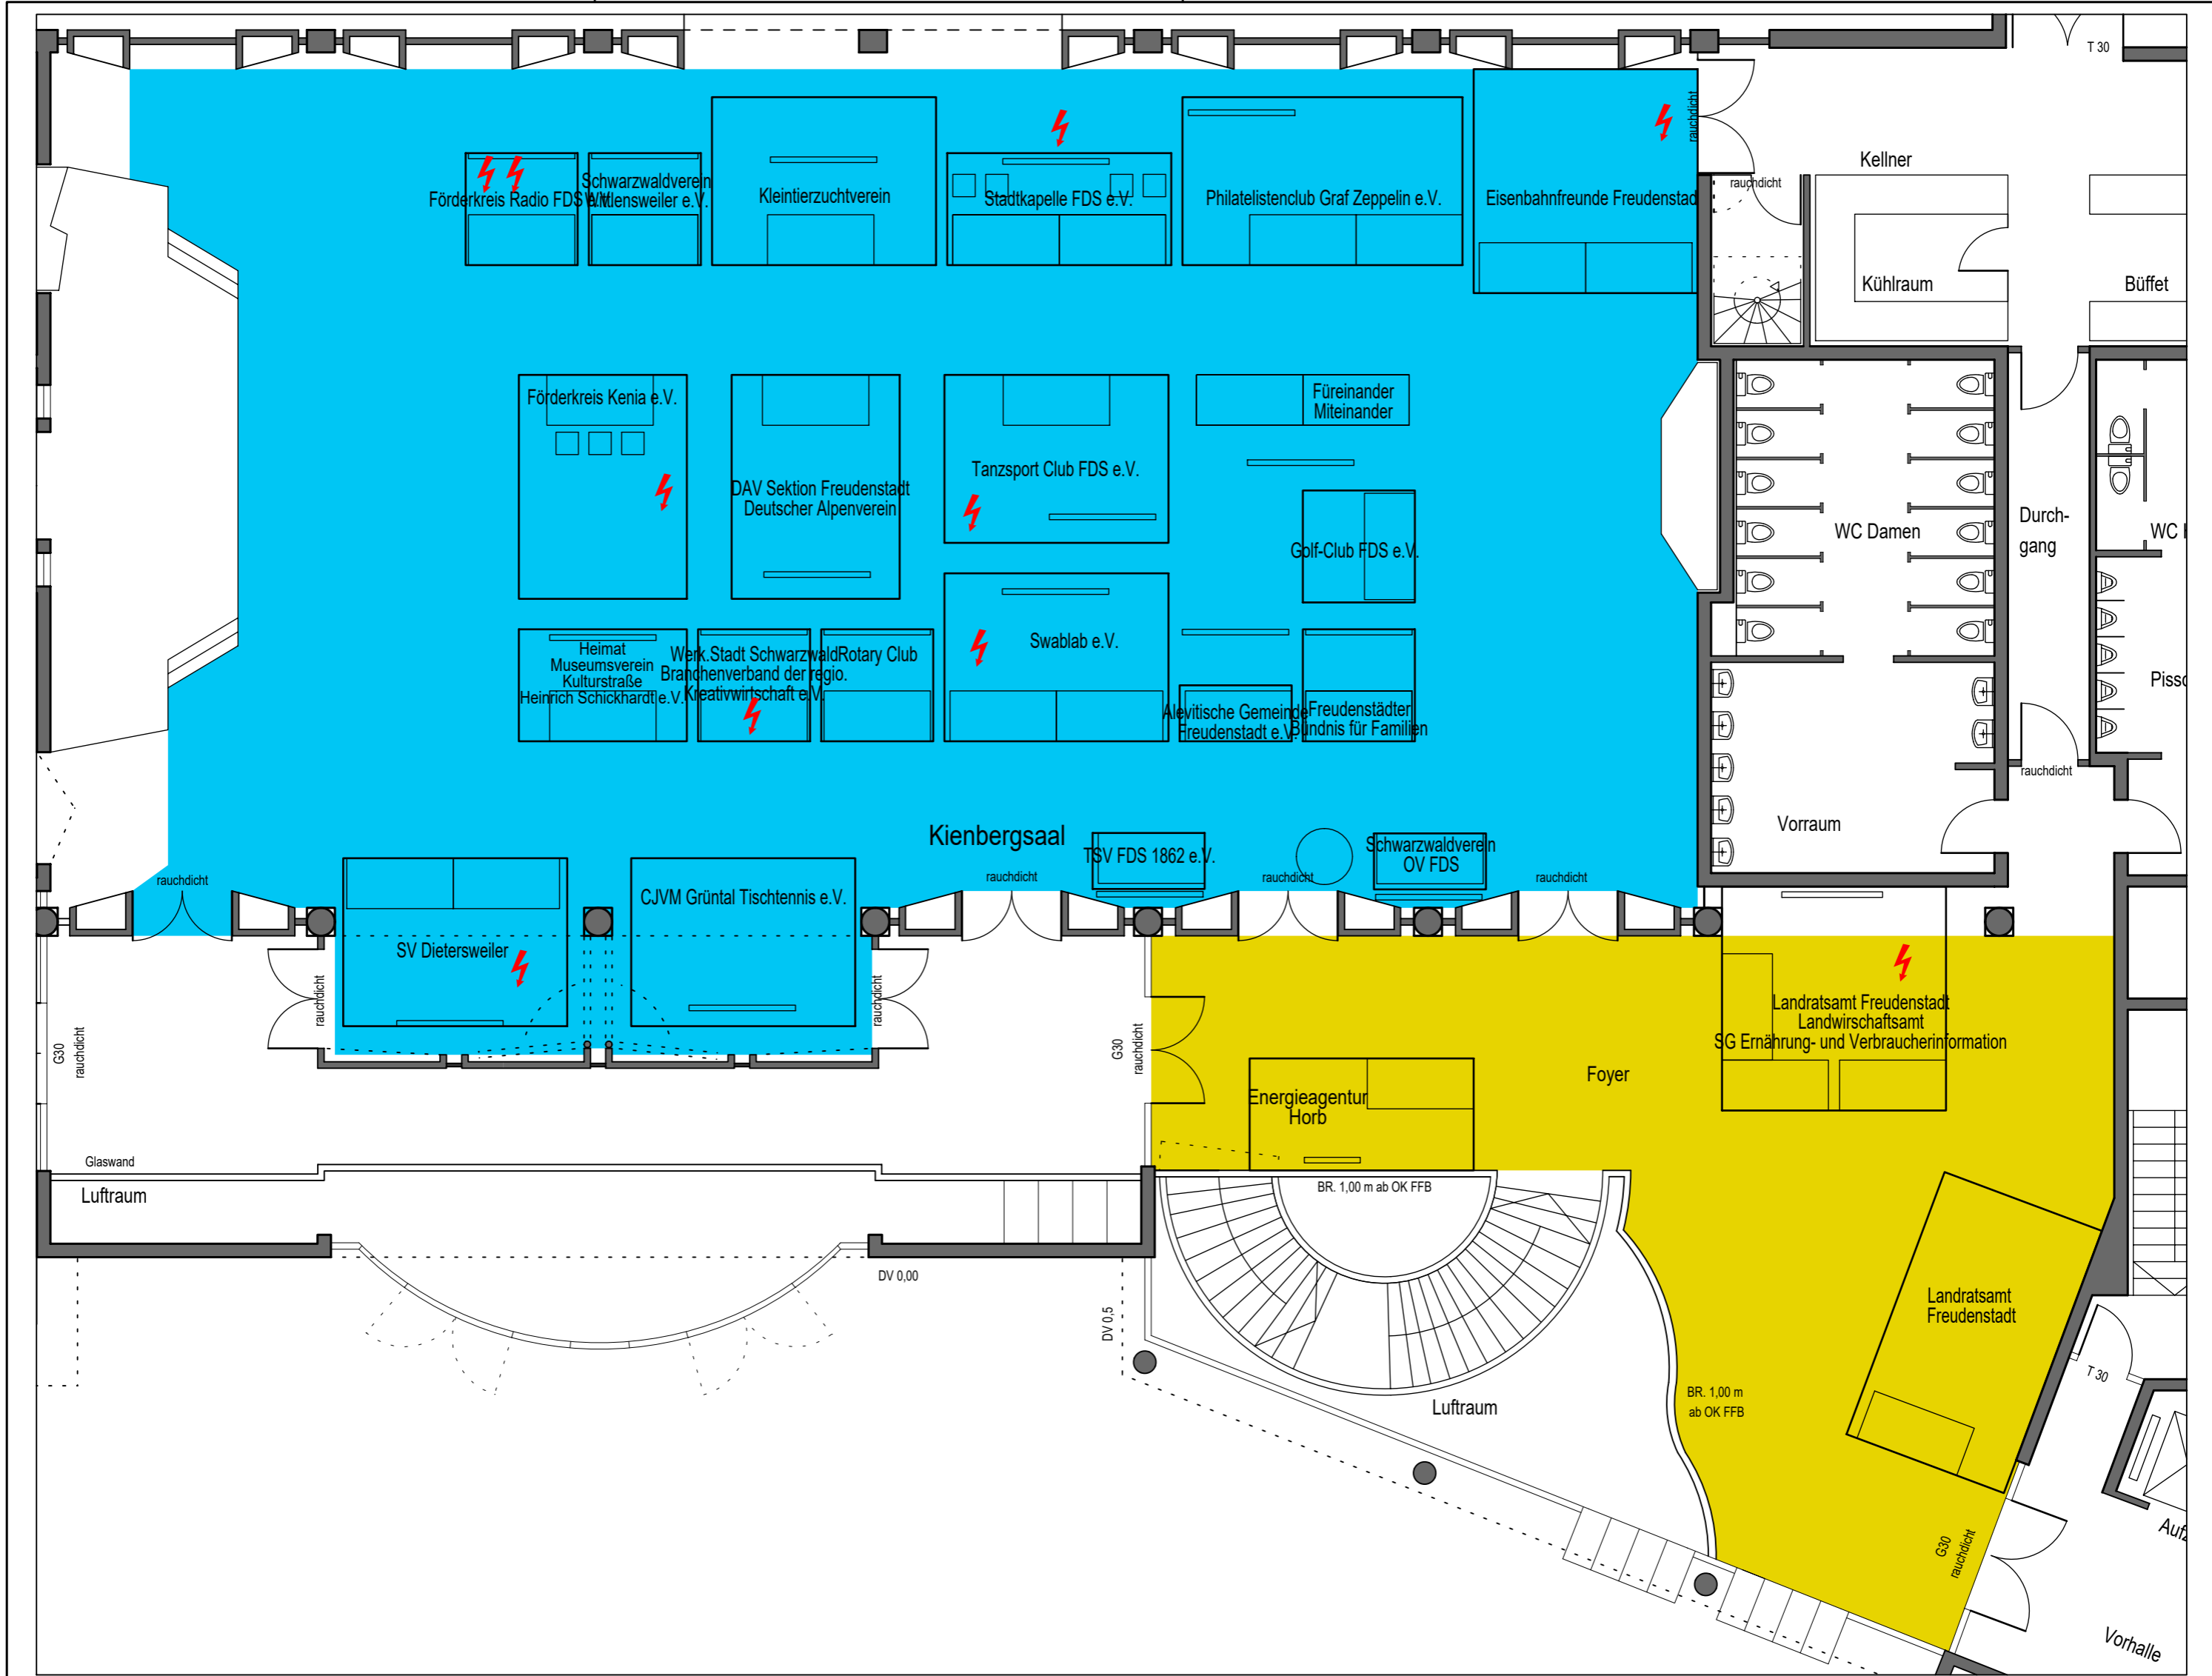 T 30
rauchdicht
Kellner
rauchdicht
Förderkreis Radio FDS
Schwarzwaldverein
Wittlensweiler e.V.
Kleintierzuchtverein
Stadtkapelle FDS e.V.
Philatelistenclub Graf Zeppelin e.V.
Eisenbahnfreunde Freudenstad
Kühlraum
Büffet
Förderkreis Kenia e.V.
DAV Sektion Freudenstadt
Deutscher Alpenverein
Tanzsport Club FDS e.V.
Füreinander
Miteinander
Golf-Club FDS e.V.
WC Damen
Durch-
gang
WC
Heimat
Museumsverein
Kulturstraße
Heinrich Schickhardt e.V.
Werk.Stadt Schwarzwald
Branchenverband der regio.
Kreativwirtschaft e.V.
Rotary Club
Swablab e.V.
Alevitische Gemeinde
Freudenstadt e.V.
Freudenstädter
Bündnis für Familien
Pisso
rauchdicht
Vorraum
Kienbergsaal
TSV FDS 1862 e.V.
Schwarzwaldverein
OV FDS
rauchdicht
rauchdicht
rauchdicht
rauchdicht
CJVM Grüntal Tischtennis e.V.
SV Dietersweiler
rauchdicht
rauchdicht
G30
rauchdicht
G30
rauchdicht
Landratsamt Freudenstadt
Landwirschaftsamt
SG Ernährung- und Verbraucherinformation
Foyer
Energieagentur
Horb
Glaswand
Luftraum
BR. 1,00 m ab OK FFB
DV 0,00
DV 0,5
Landratsamt
Freudenstadt
T 30
BR. 1,00 m
ab OK FFB
Luftraum
G30
rauchdicht
Aufz
Vorhalle